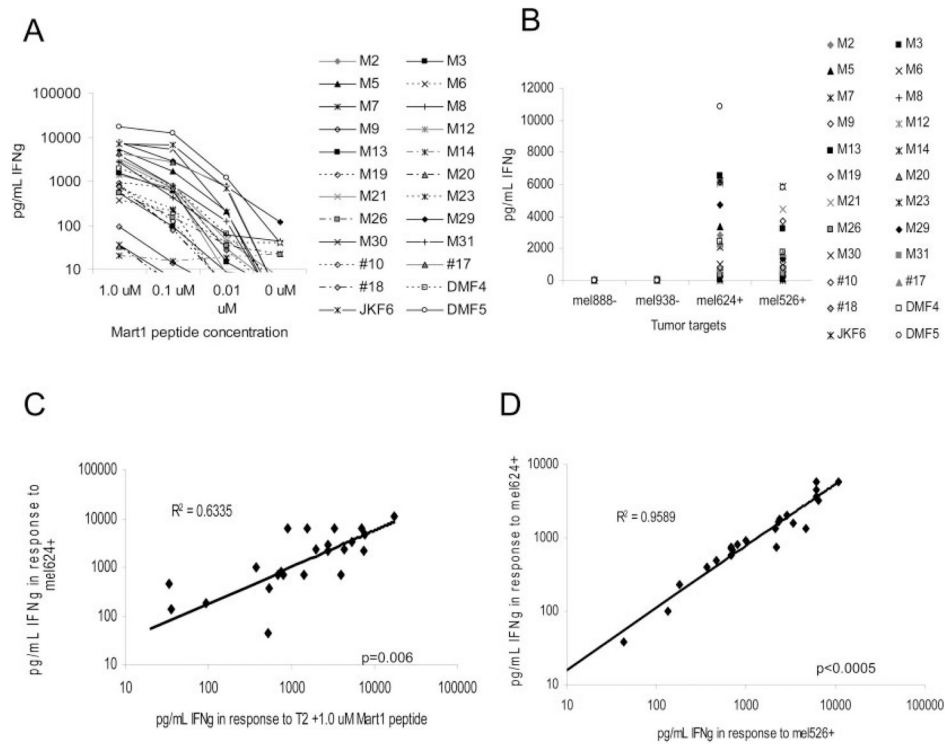 A
pg/mL IFNg
100000
10000
1000
100
10
1.0 uM 0.1 uM 0.01 uM 0 uM
Mart1 peptide concentration
M2 M3
M5 M6
M7 M8
M9 M12
M13 M14
M19 M20
M21 M23
M26 M29
M30 M31
#10 #17
#18 DMF4
JKF6 DMF5
B
pg/mL IFNg
12000
10000
8000
6000
4000
2000
0
mel888- mel938- mel624+ mel526+
Tumor targets
M2 M3
M5 M6
M7 M8
M9 M12
M13 M14
M19 M20
M21 M23
M26 M29
M30 M31
#10 #17
#18 DMF4
JKF6 DMF5
C
pg/mL IFNg in response to
mel624+
100000
10000
1000
100
10
R² = 0.6335
p=0.006
10 100 1000 10000 100000
pg/mL IFNg in response to T2 +1.0 uM Mart1 peptide
D
pg/mL IFNg in response to mel624+
10000
1000
100
10
R² = 0.9589
p<0.0005
10 100 1000 10000 100000
pg/mL IFNg in response to mel526+